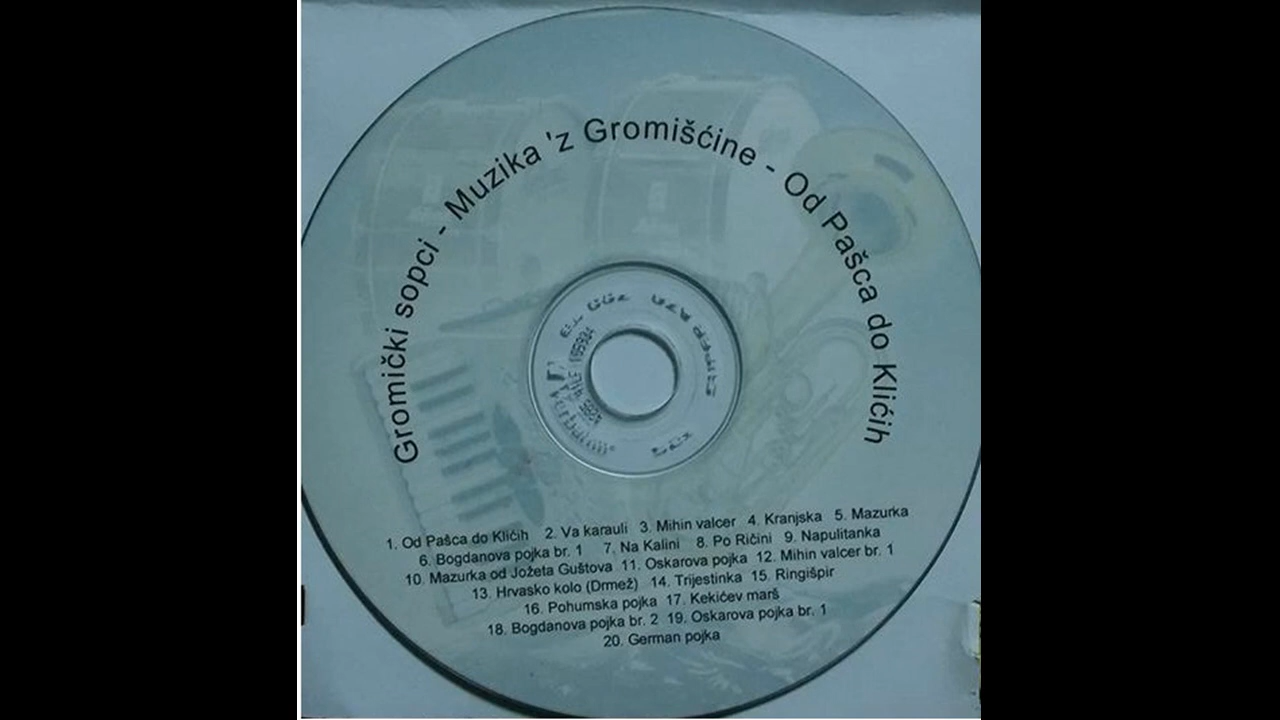 Gromički sopci - Muzika 'z Gromišćine - Od Pašca do Klićih
1. Od Pašca do Klićih 2. Va karauli 3. Mihin valcer 4. Kranjska 5. Mazurka
6. Bogdanova pojka br. 1 7. Na Kalini 8. Po Ričini 9. Napulitanka
10. Mazurka od Jožeta Guštova 11. Oskarova pojka 12. Mihin valcer br. 1
13. Hrvasko kolo (Drmež) 14. Trijestinka 15. Ringišpir
16. Pohumska pojka 17. Kekićev marš
18. Bogdanova pojka br. 2 19. Oskarova pojka br. 1
20. German pojka